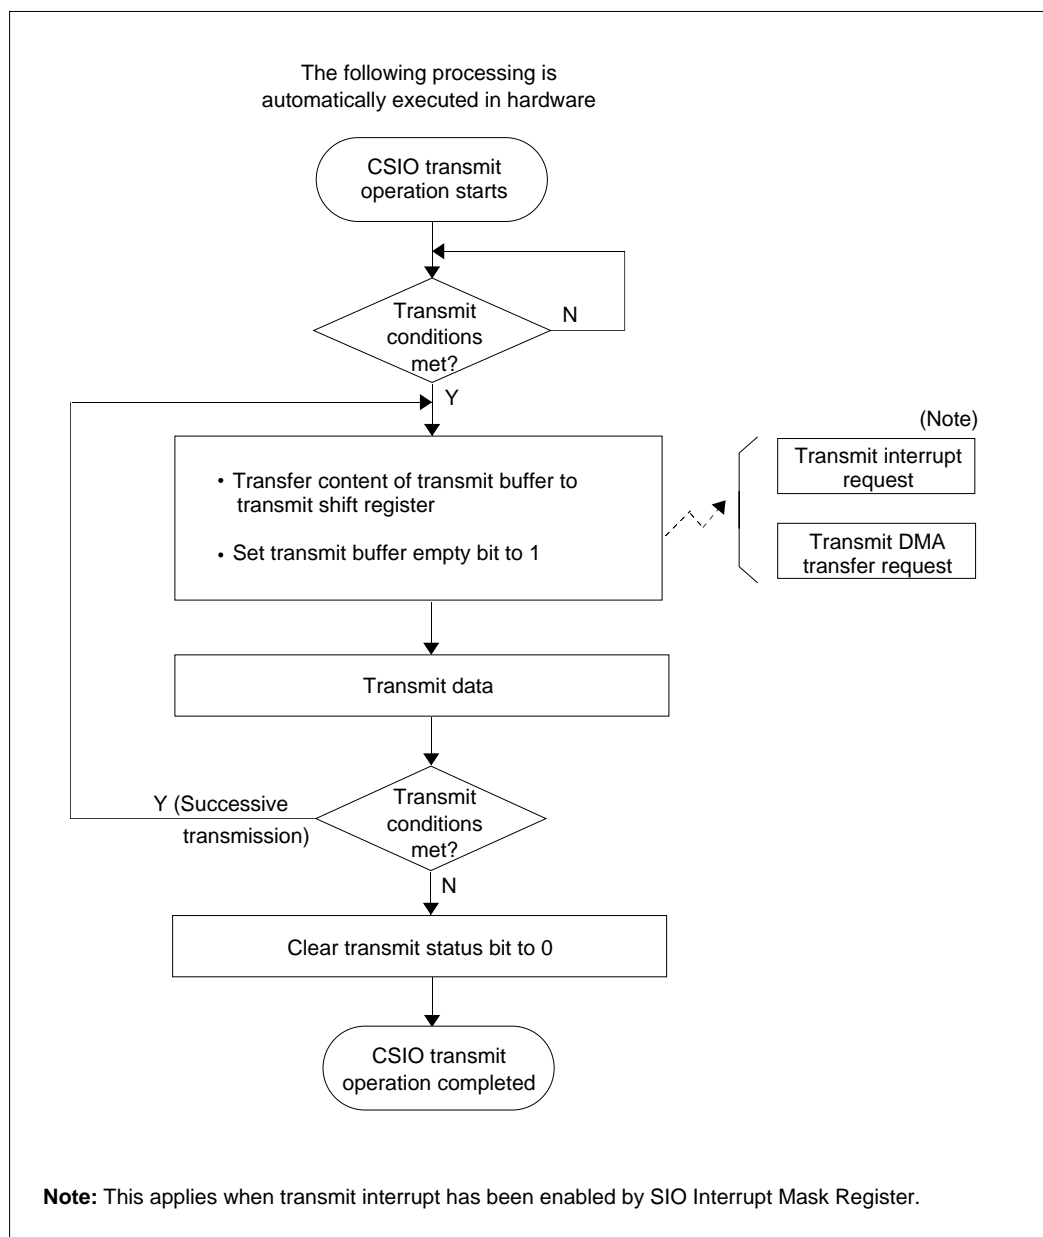 The following processing is
automatically executed in hardware
CSIO transmit
operation starts
Transmit
conditions
met?
N
Y
(Note)
• Transfer content of transmit buffer to
transmit shift register
• Set transmit buffer empty bit to 1
Transmit interrupt
request
Transmit DMA
transfer request
Transmit data
Y (Successive
transmission)
Transmit
conditions
met?
N
Clear transmit status bit to 0
CSIO transmit
operation completed
Note: This applies when transmit interrupt has been enabled by SIO Interrupt Mask Register.